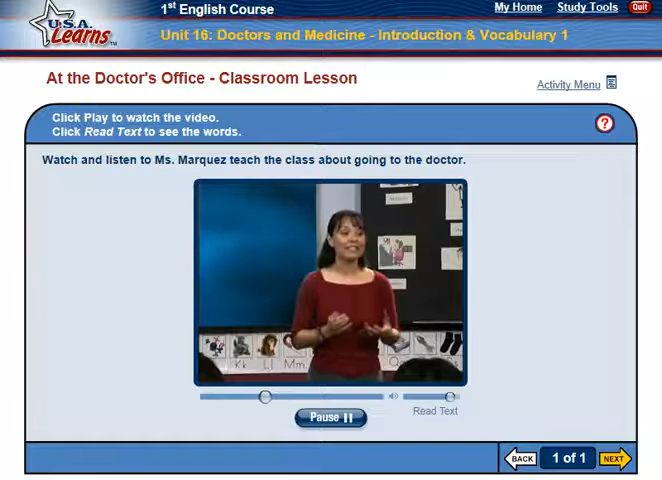 U.S.A.
Learns™
1st English Course
My Home
Study Tools
Quit
Unit 16: Doctors and Medicine - Introduction & Vocabulary 1
At the Doctor's Office - Classroom Lesson
Activity Menu
Click Play to watch the video.
Click Read Text to see the words.
?
Watch and listen to Ms. Marquez teach the class about going to the doctor.
Kk Ll Mm
Pause
Read Text
BACK
1 of 1
NEXT